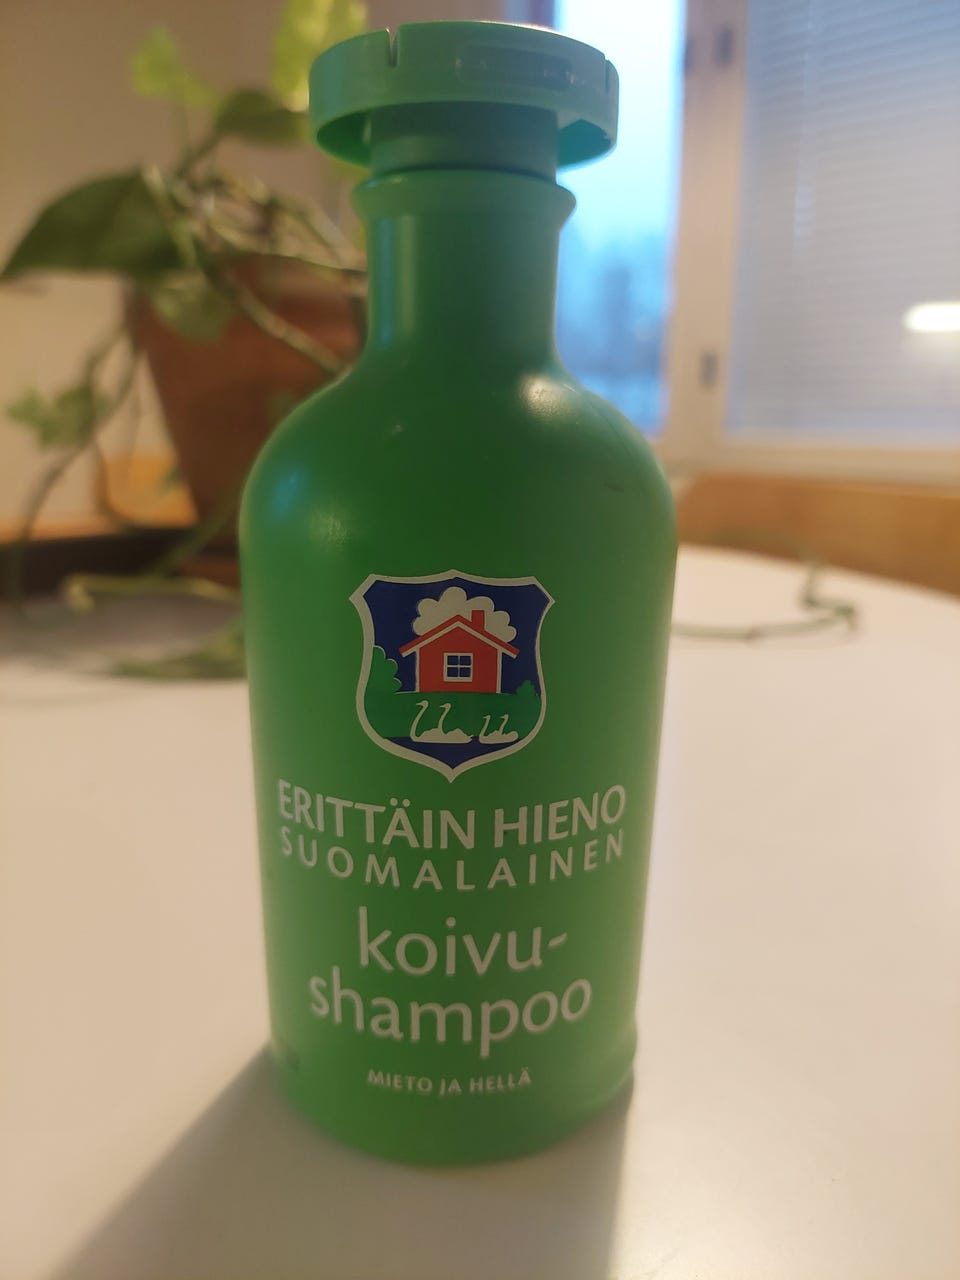 ERITTÄIN HIENO
SUOMALAINEN
koivu-
shampoo
MIETO JA HELLÄ